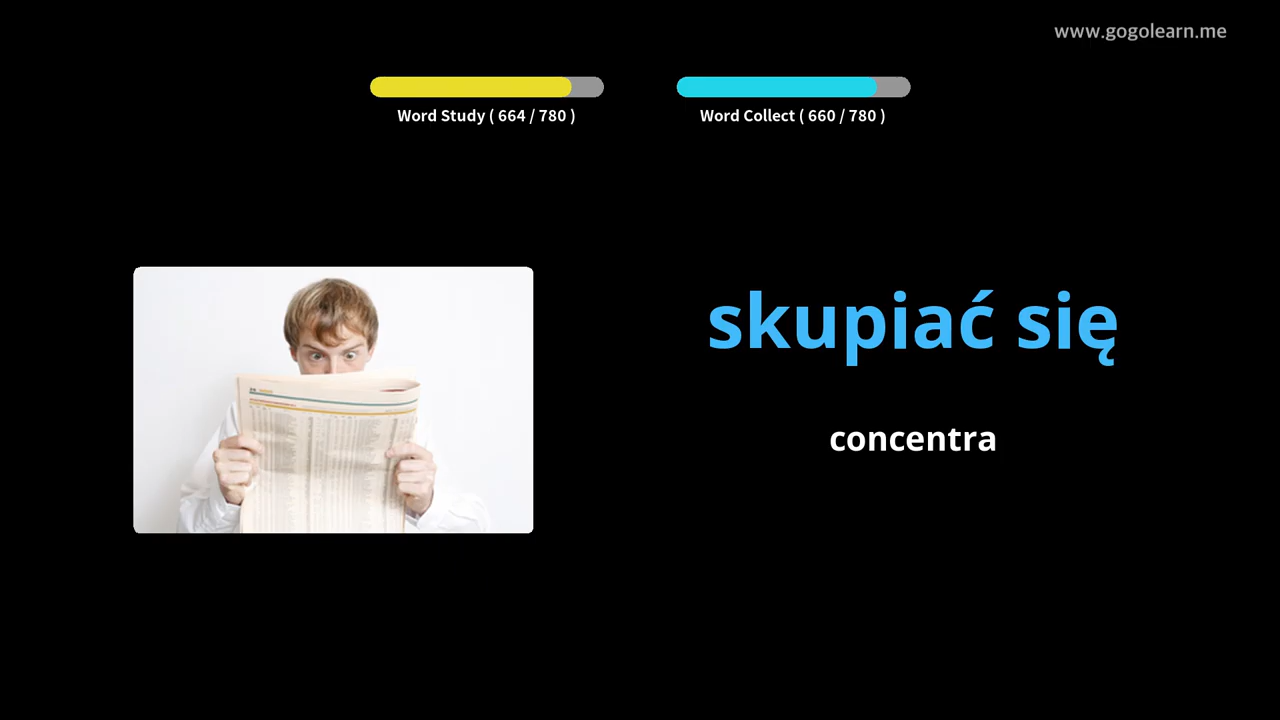 www.gogolearn.me
Word Study ( 664 / 780 )
Word Collect ( 660 / 780 )
skupiać się
concentra